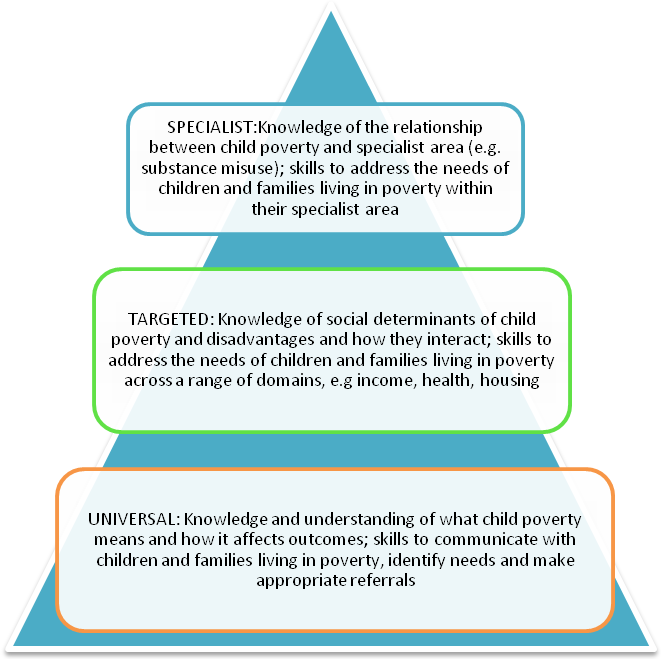 SPECIALIST:Knowledge of the relationship
between child poverty and specialist area (e.g.
substance misuse); skills to address the needs of
children and families living in poverty within
their specialist area
TARGETED: Knowledge of social determinants of child
poverty and disadvantages and how they interact; skills to
address the needs of children and families living in poverty
across a range of domains, e.g income, health, housing
UNIVERSAL: Knowledge and understanding of what child poverty
means and how it affects outcomes; skills to communicate with
children and families living in poverty, identify needs and make
appropriate referrals